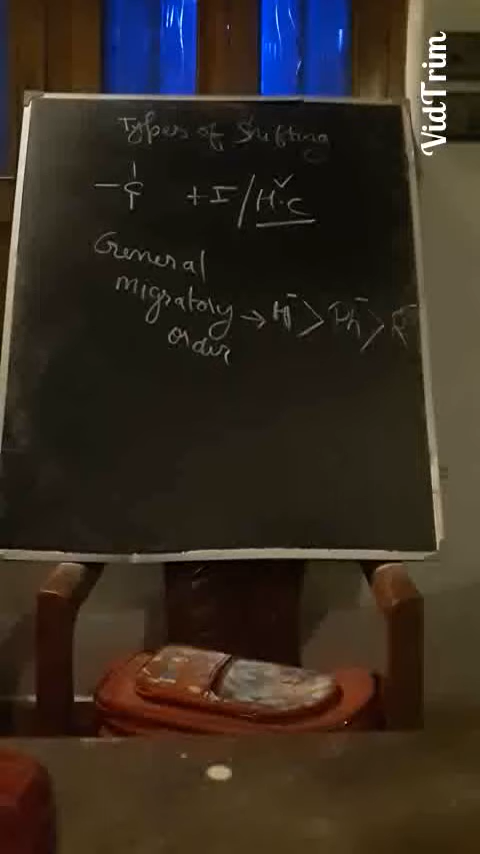 Types of Shifting
-C +I/H.C
General
migratory
order → H⁻ > Ph⁻ > R⁻
VidTrim